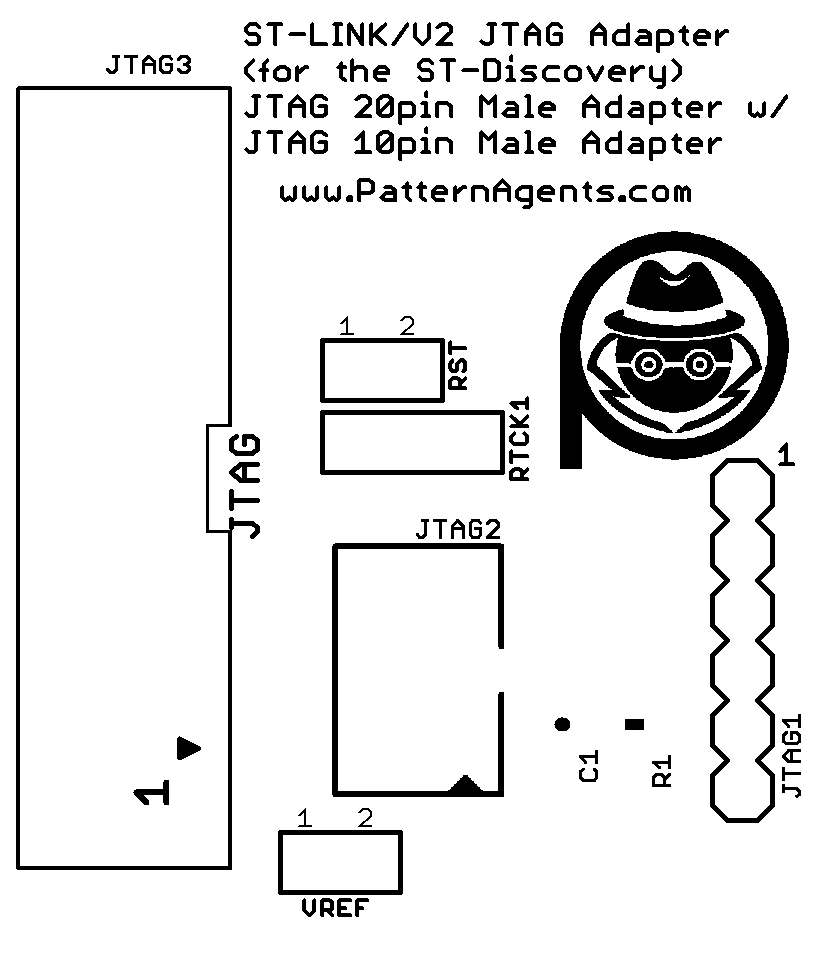 ST-LINK/V2 JTAG Adapter
(for the ST-Discovery)
JTAG 20pin Male Adapter w/
JTAG 10pin Male Adapter
www.PatternAgents.com
JTAG3
1 2
RST
RTCK1
JTAG
1
JTAG2
C1
R1
JTAG1
1
1 2
VREF